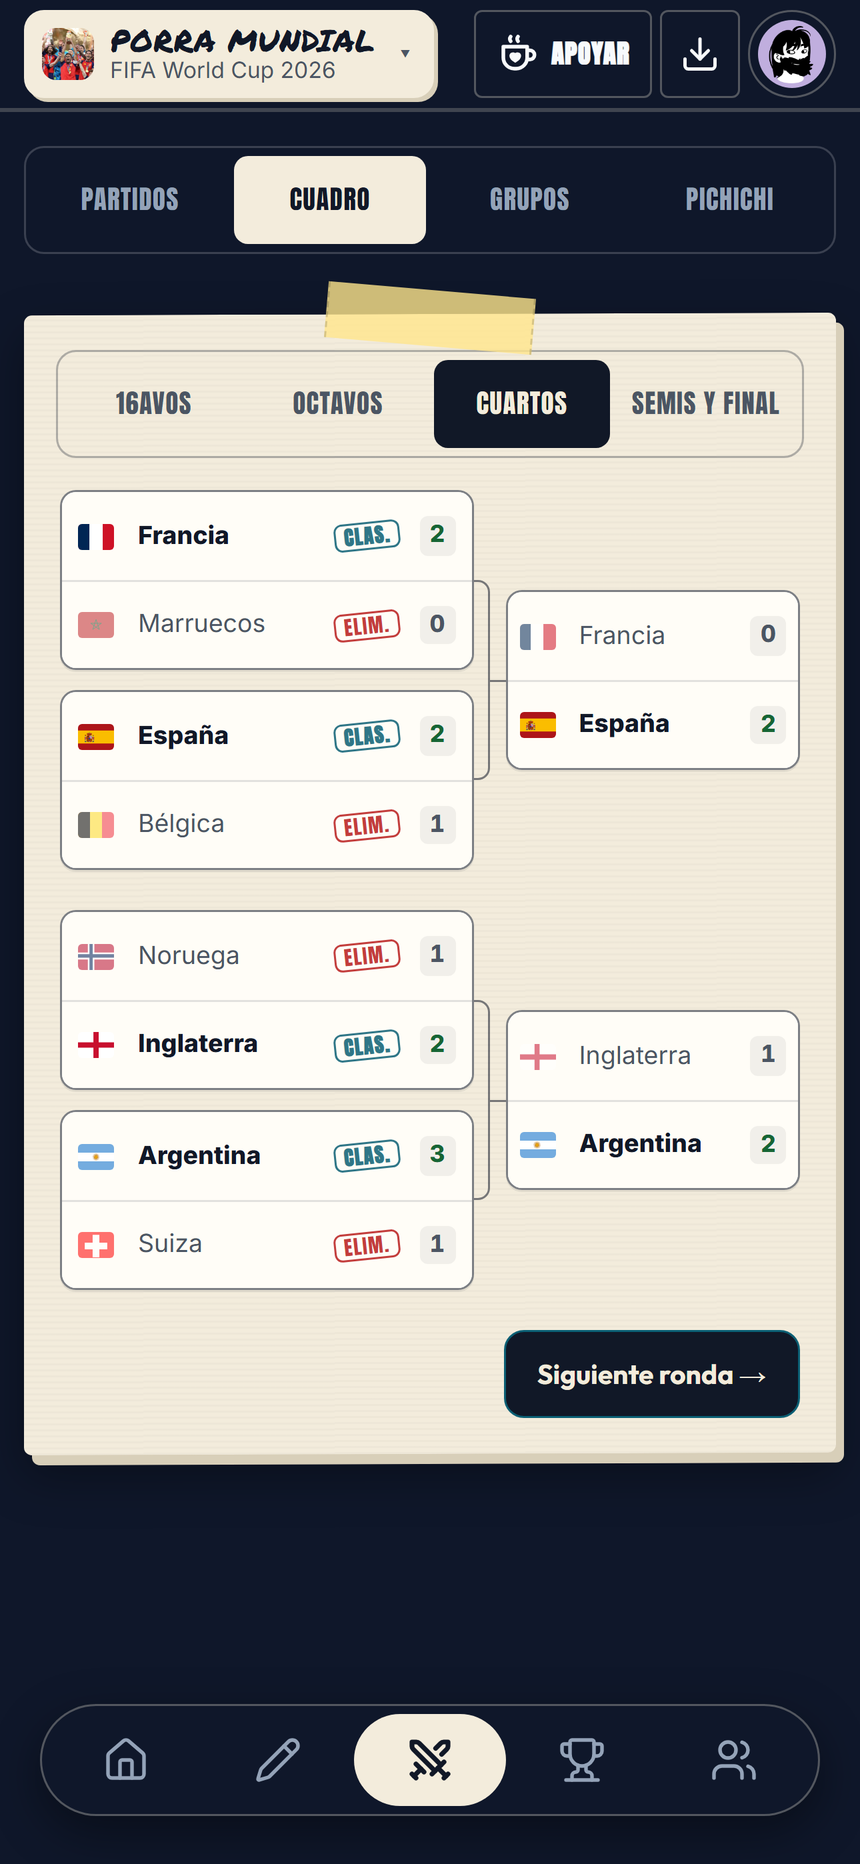 PORRA MUNDIAL
FIFA World Cup 2026
APOYAR
PARTIDOS
CUADRO
GRUPOS
PICHICHI
16AVOS
OCTAVOS
CUARTOS
SEMIS Y FINAL
Francia CLAS. 2
Marruecos ELIM. 0
España CLAS. 2
Bélgica ELIM. 1
Francia 0
España 2
Noruega ELIM. 1
Inglaterra CLAS. 2
Argentina CLAS. 3
Suiza ELIM. 1
Inglaterra 1
Argentina 2
Siguiente ronda →